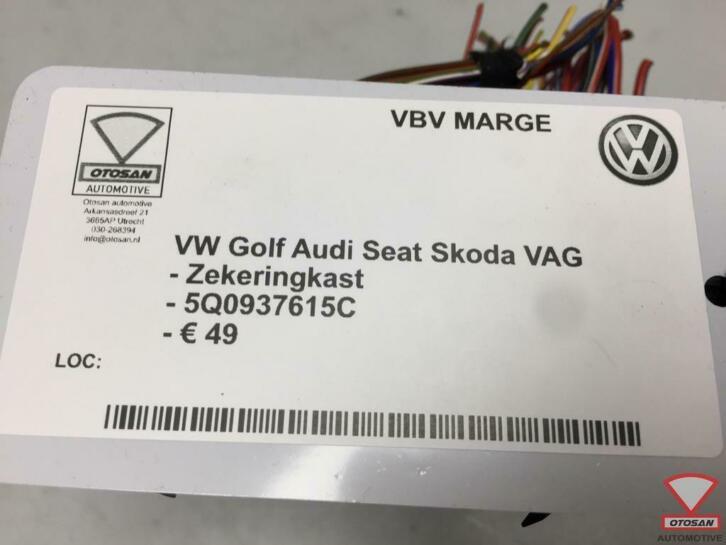 VBV MARGE
OTOSAN
AUTOMOTIVE
Otosan automotive
Arkansasdreef 21
3565AP Utrecht
030-268394
info@otosan.nl
VW Golf Audi Seat Skoda VAG
- Zekeringkast
- 5Q0937615C
- € 49
LOC:
OTOSAN
AUTOMOTIVE